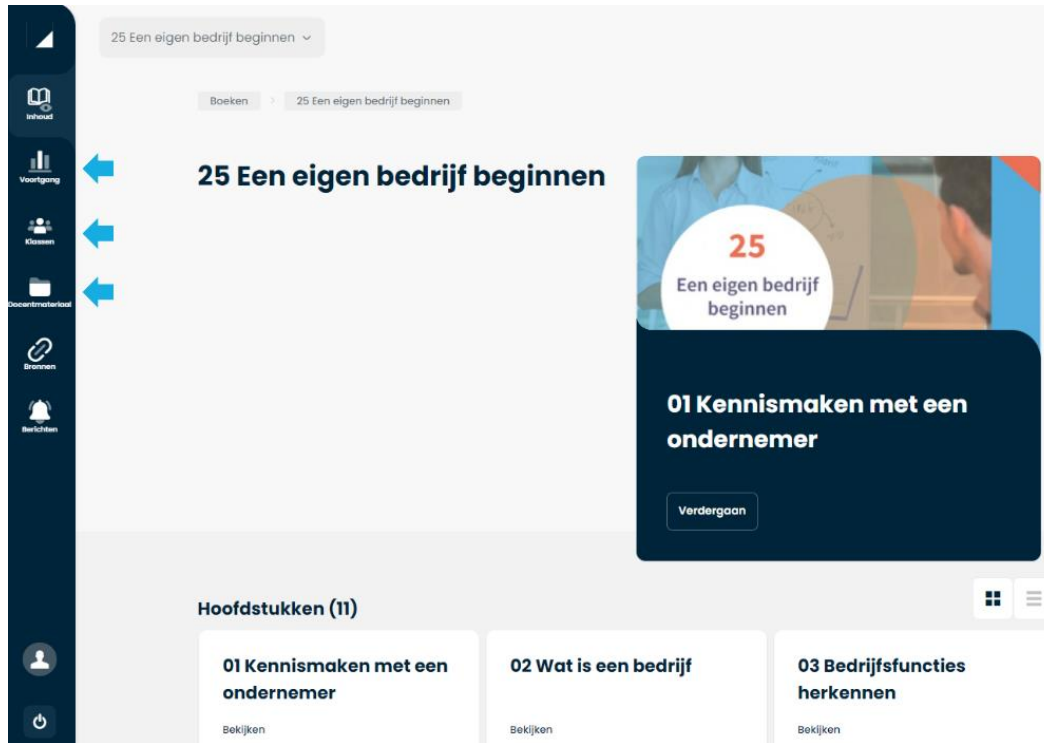 25 Een eigen bedrijf beginnen
Inhoud
Boeken
25 Een eigen bedrijf beginnen
Voortgang
25 Een eigen bedrijf beginnen
Klassen
25
Een eigen bedrijf
beginnen
Docentmateriaal
Bronnen
01 Kennismaken met een
ondernemer
Berichten
Verdergaan
Hoofdstukken (11)
01 Kennismaken met een
ondernemer
Bekijken
02 Wat is een bedrijf
Bekijken
03 Bedrijfsfuncties
herkennen
Bekijken